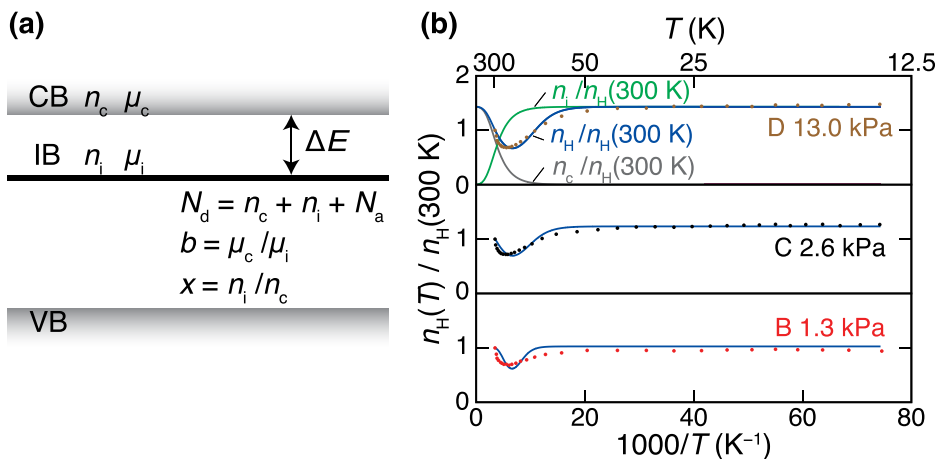 (a)
CB n_c μ_c
ΔE
IB n_i μ_i
N_d = n_c + n_i + N_a
b = μ_c /μ_i
x = n_i /n_c
VB
(b)
T (K)
300 50 25 12.5
n_H(T) / n_H(300 K)
2
1
0
1
0
1
0
n_i /n_H(300 K)
n_H /n_H(300 K)
n_c /n_H(300 K)
D 13.0 kPa
C 2.6 kPa
B 1.3 kPa
0 20 40 60 80
1000/T (K⁻¹)